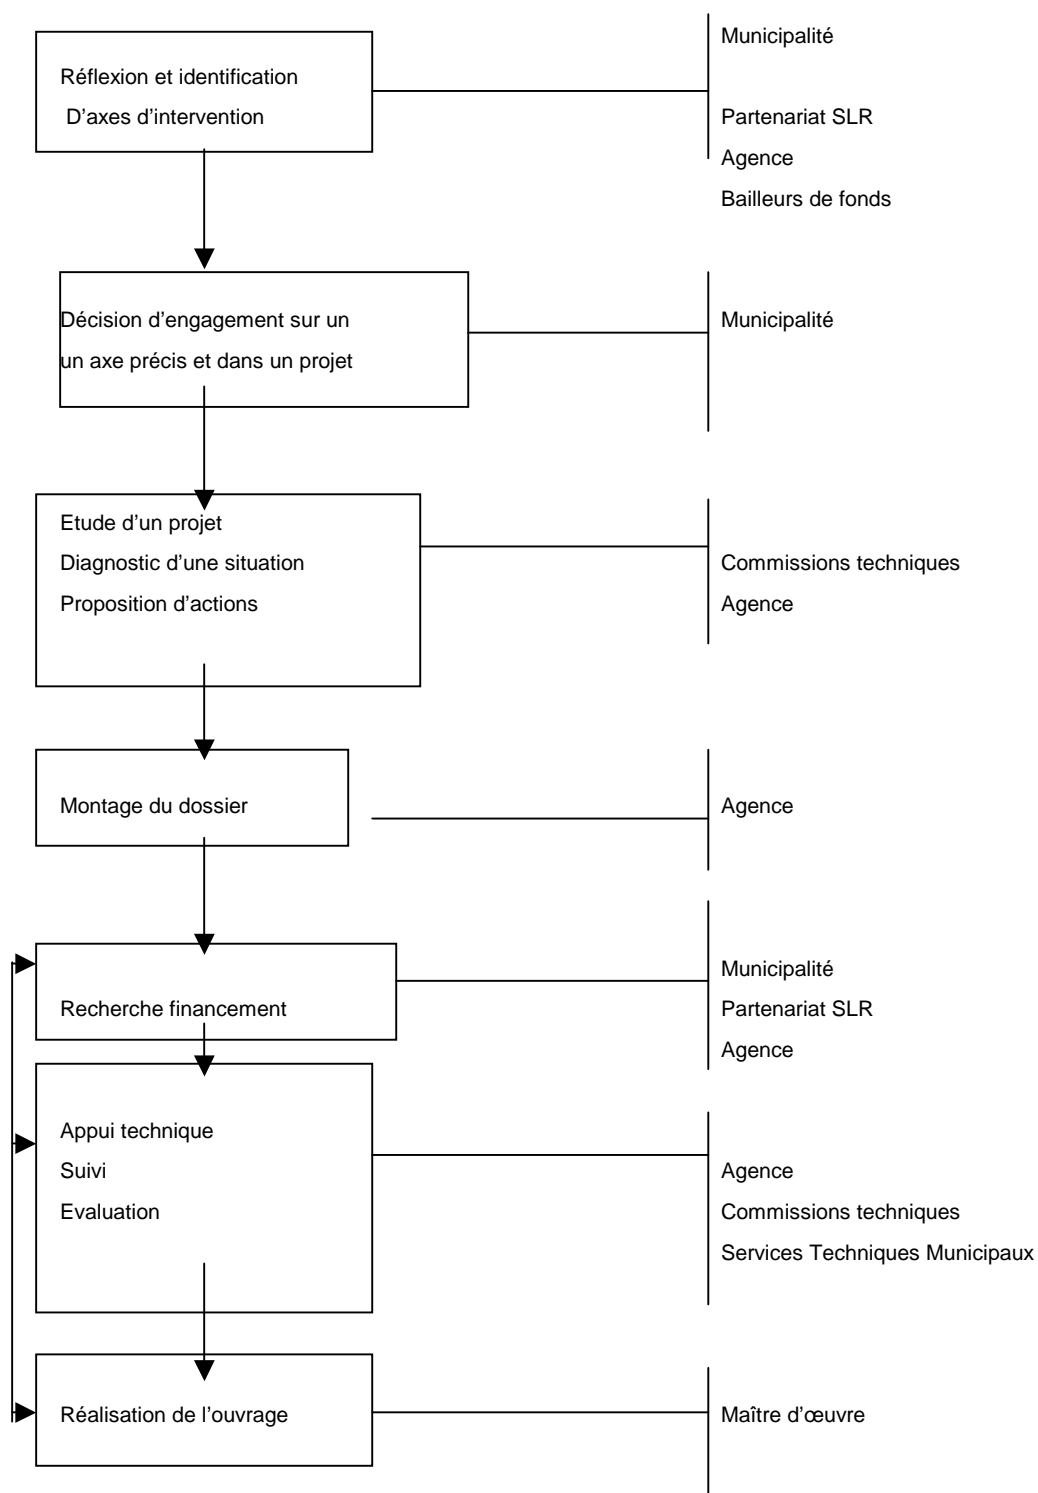 Réflexion et identification
D'axes d'intervention
Municipalité
Partenariat SLR
Agence
Bailleurs de fonds
Décision d'engagement sur un
un axe précis et dans un projet
Municipalité
Etude d'un projet
Diagnostic d'une situation
Proposition d'actions
Commissions techniques
Agence
Montage du dossier
Agence
Recherche financement
Municipalité
Partenariat SLR
Agence
Appui technique
Suivi
Evaluation
Agence
Commissions techniques
Services Techniques Municipaux
Réalisation de l'ouvrage
Maître d'œuvre